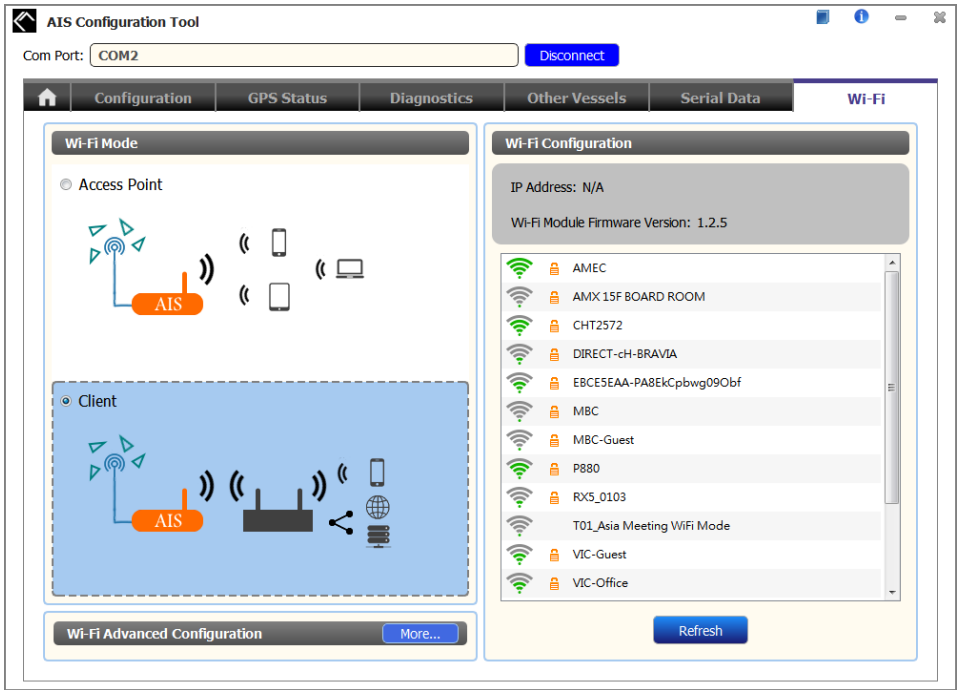 AIS Configuration Tool
Com Port: COM2 Disconnect
Configuration GPS Status Diagnostics Other Vessels Serial Data Wi-Fi
Wi-Fi Mode
Access Point
AIS
Client
AIS
Wi-Fi Advanced Configuration More...
Wi-Fi Configuration
IP Address: N/A
Wi-Fi Module Firmware Version: 1.2.5
AMEC
AMX 15F BOARD ROOM
CHT2572
DIRECT-cH-BRAVIA
EBCE5EAA-PA8EkCpbwg09Obf
MBC
MBC-Guest
P880
RX5_0103
T01_Asia Meeting WiFi Mode
VIC-Guest
VIC-Office
Refresh